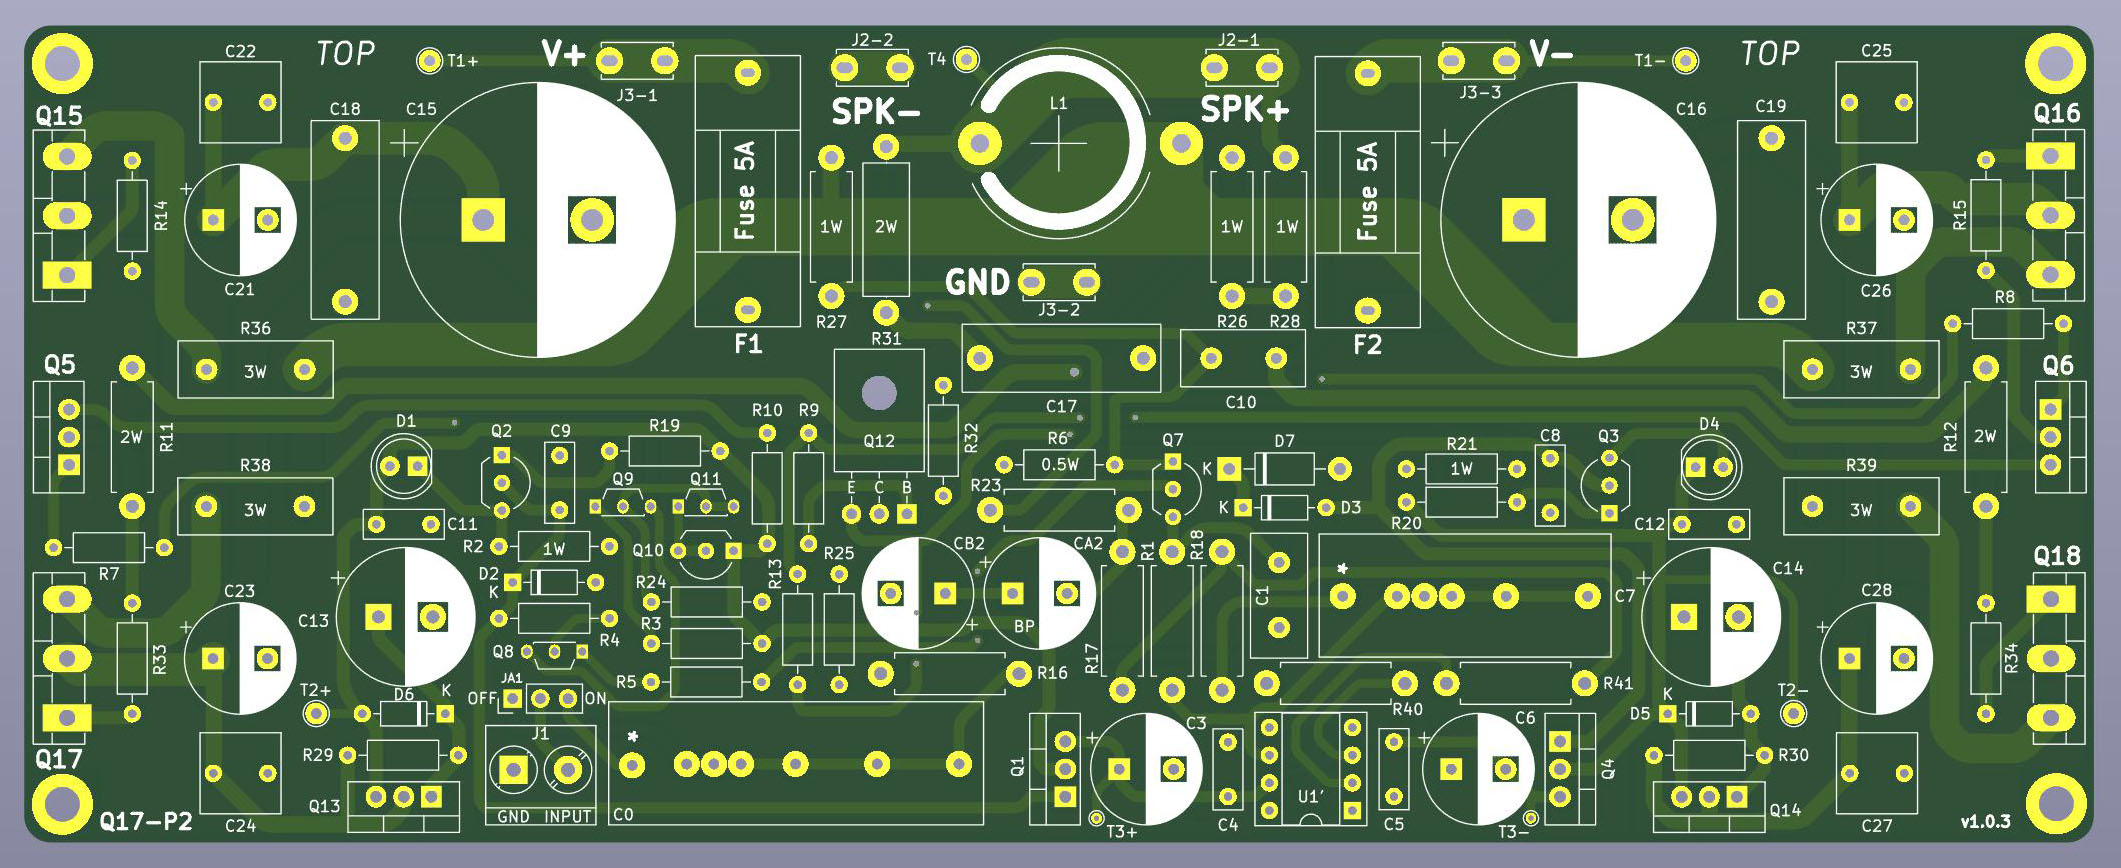 C22
TOP
T1+
V+
J2-2
T4
J2-1
T1-
V-
TOP
C25
Q15
C18
C15
J3-1
SPK-
L1
SPK+
J3-3
C16
C19
Q16
R14
Fuse 5A
1W
2W
1W
1W
Fuse 5A
R15
C21
GND
J3-2
C26
R8
R36
F1
R27
R31
R26
R28
F2
R37
Q5
3W
3W
Q6
2W
R11
D1
Q2
C9
R19
R10
R9
Q12
R32
C17
C10
R6
0.5W
Q7
D7
K
R21
1W
C8
Q3
D4
R12
2W
R38
3W
Q9
Q11
E
C
B
R23
K
D3
R20
R39
3W
C11
C12
R7
R2
1W
Q10
R25
CB2
CA2
R1
R18
Q18
C23
D2
K
R24
R13
*
C14
C28
C13
R4
R3
BP
C1
C7
R33
Q8
R5
R16
R17
R41
R34
T2+
D6
K
JA1
OFF
ON
R40
K
D5
T2-
Q17
R29
J1
*
C3
C6
R30
Q13
Q1
U1'
Q4
Q14
Q17-P2
C24
GND
INPUT
C0
T3+
C4
C5
T3-
C27
v1.0.3